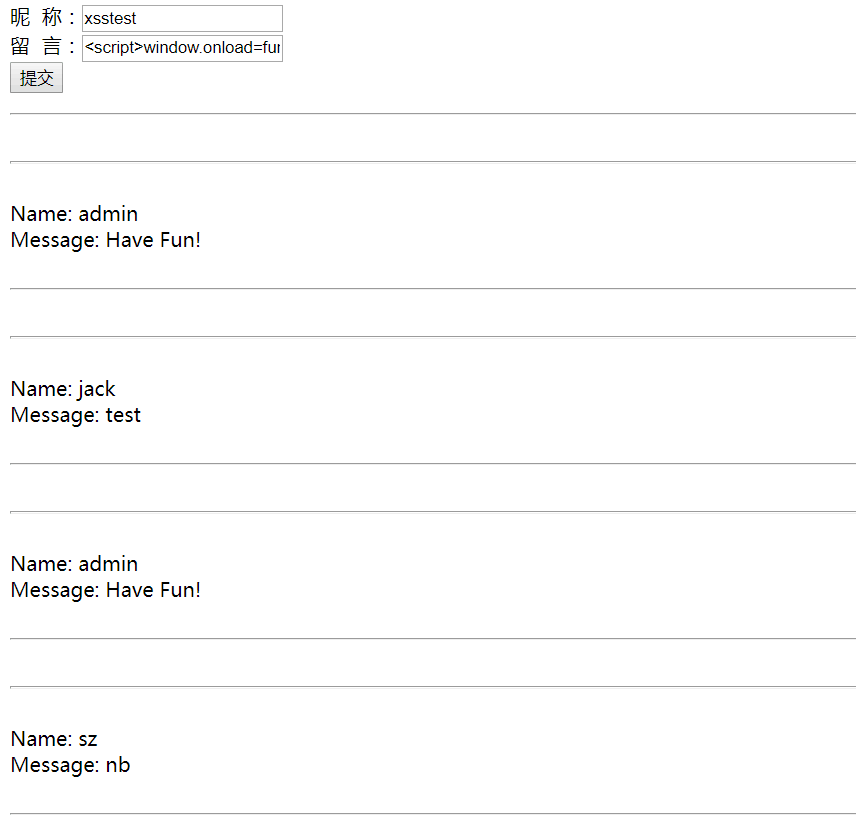 昵 称：xsstest
留 言：<script>window.onload=fun
提交
Name: admin
Message: Have Fun!
Name: jack
Message: test
Name: admin
Message: Have Fun!
Name: sz
Message: nb